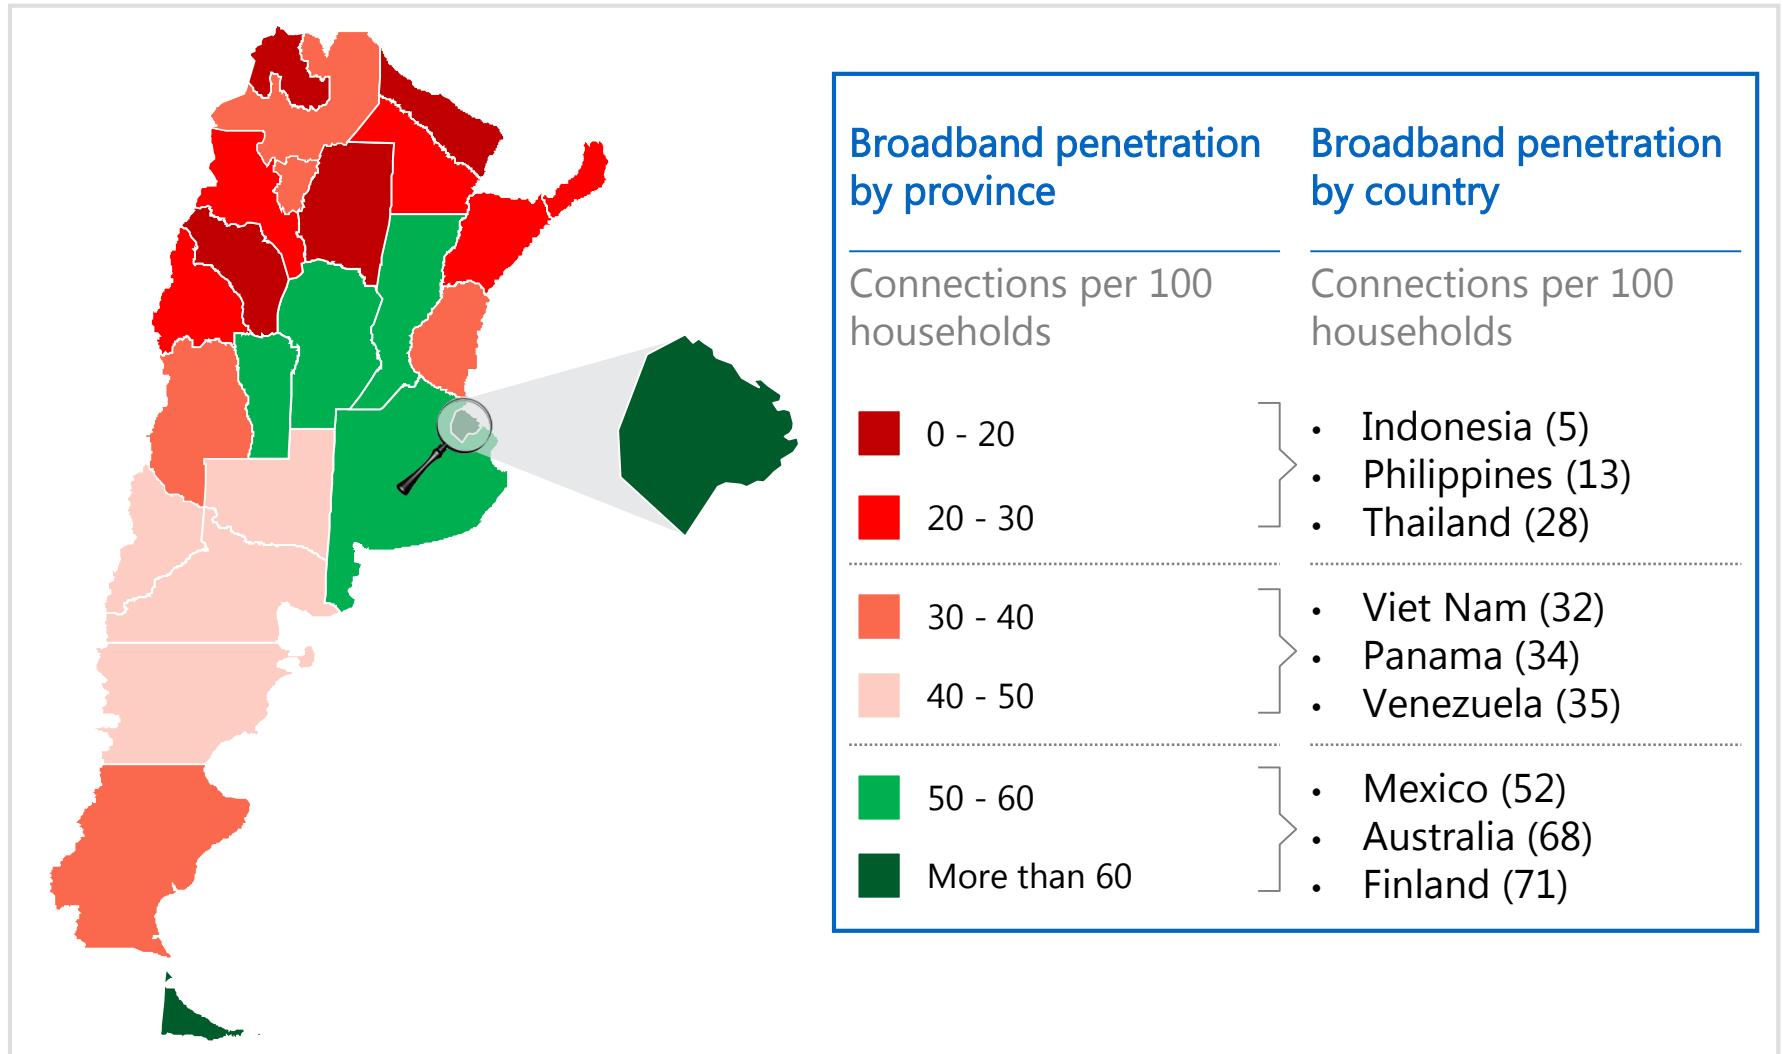 Broadband penetration
by province
Connections per 100
households
0 - 20
20 - 30
30 - 40
40 - 50
50 - 60
More than 60
Broadband penetration
by country
Connections per 100
households
• Indonesia (5)
• Philippines (13)
• Thailand (28)
• Viet Nam (32)
• Panama (34)
• Venezuela (35)
• Mexico (52)
• Australia (68)
• Finland (71)